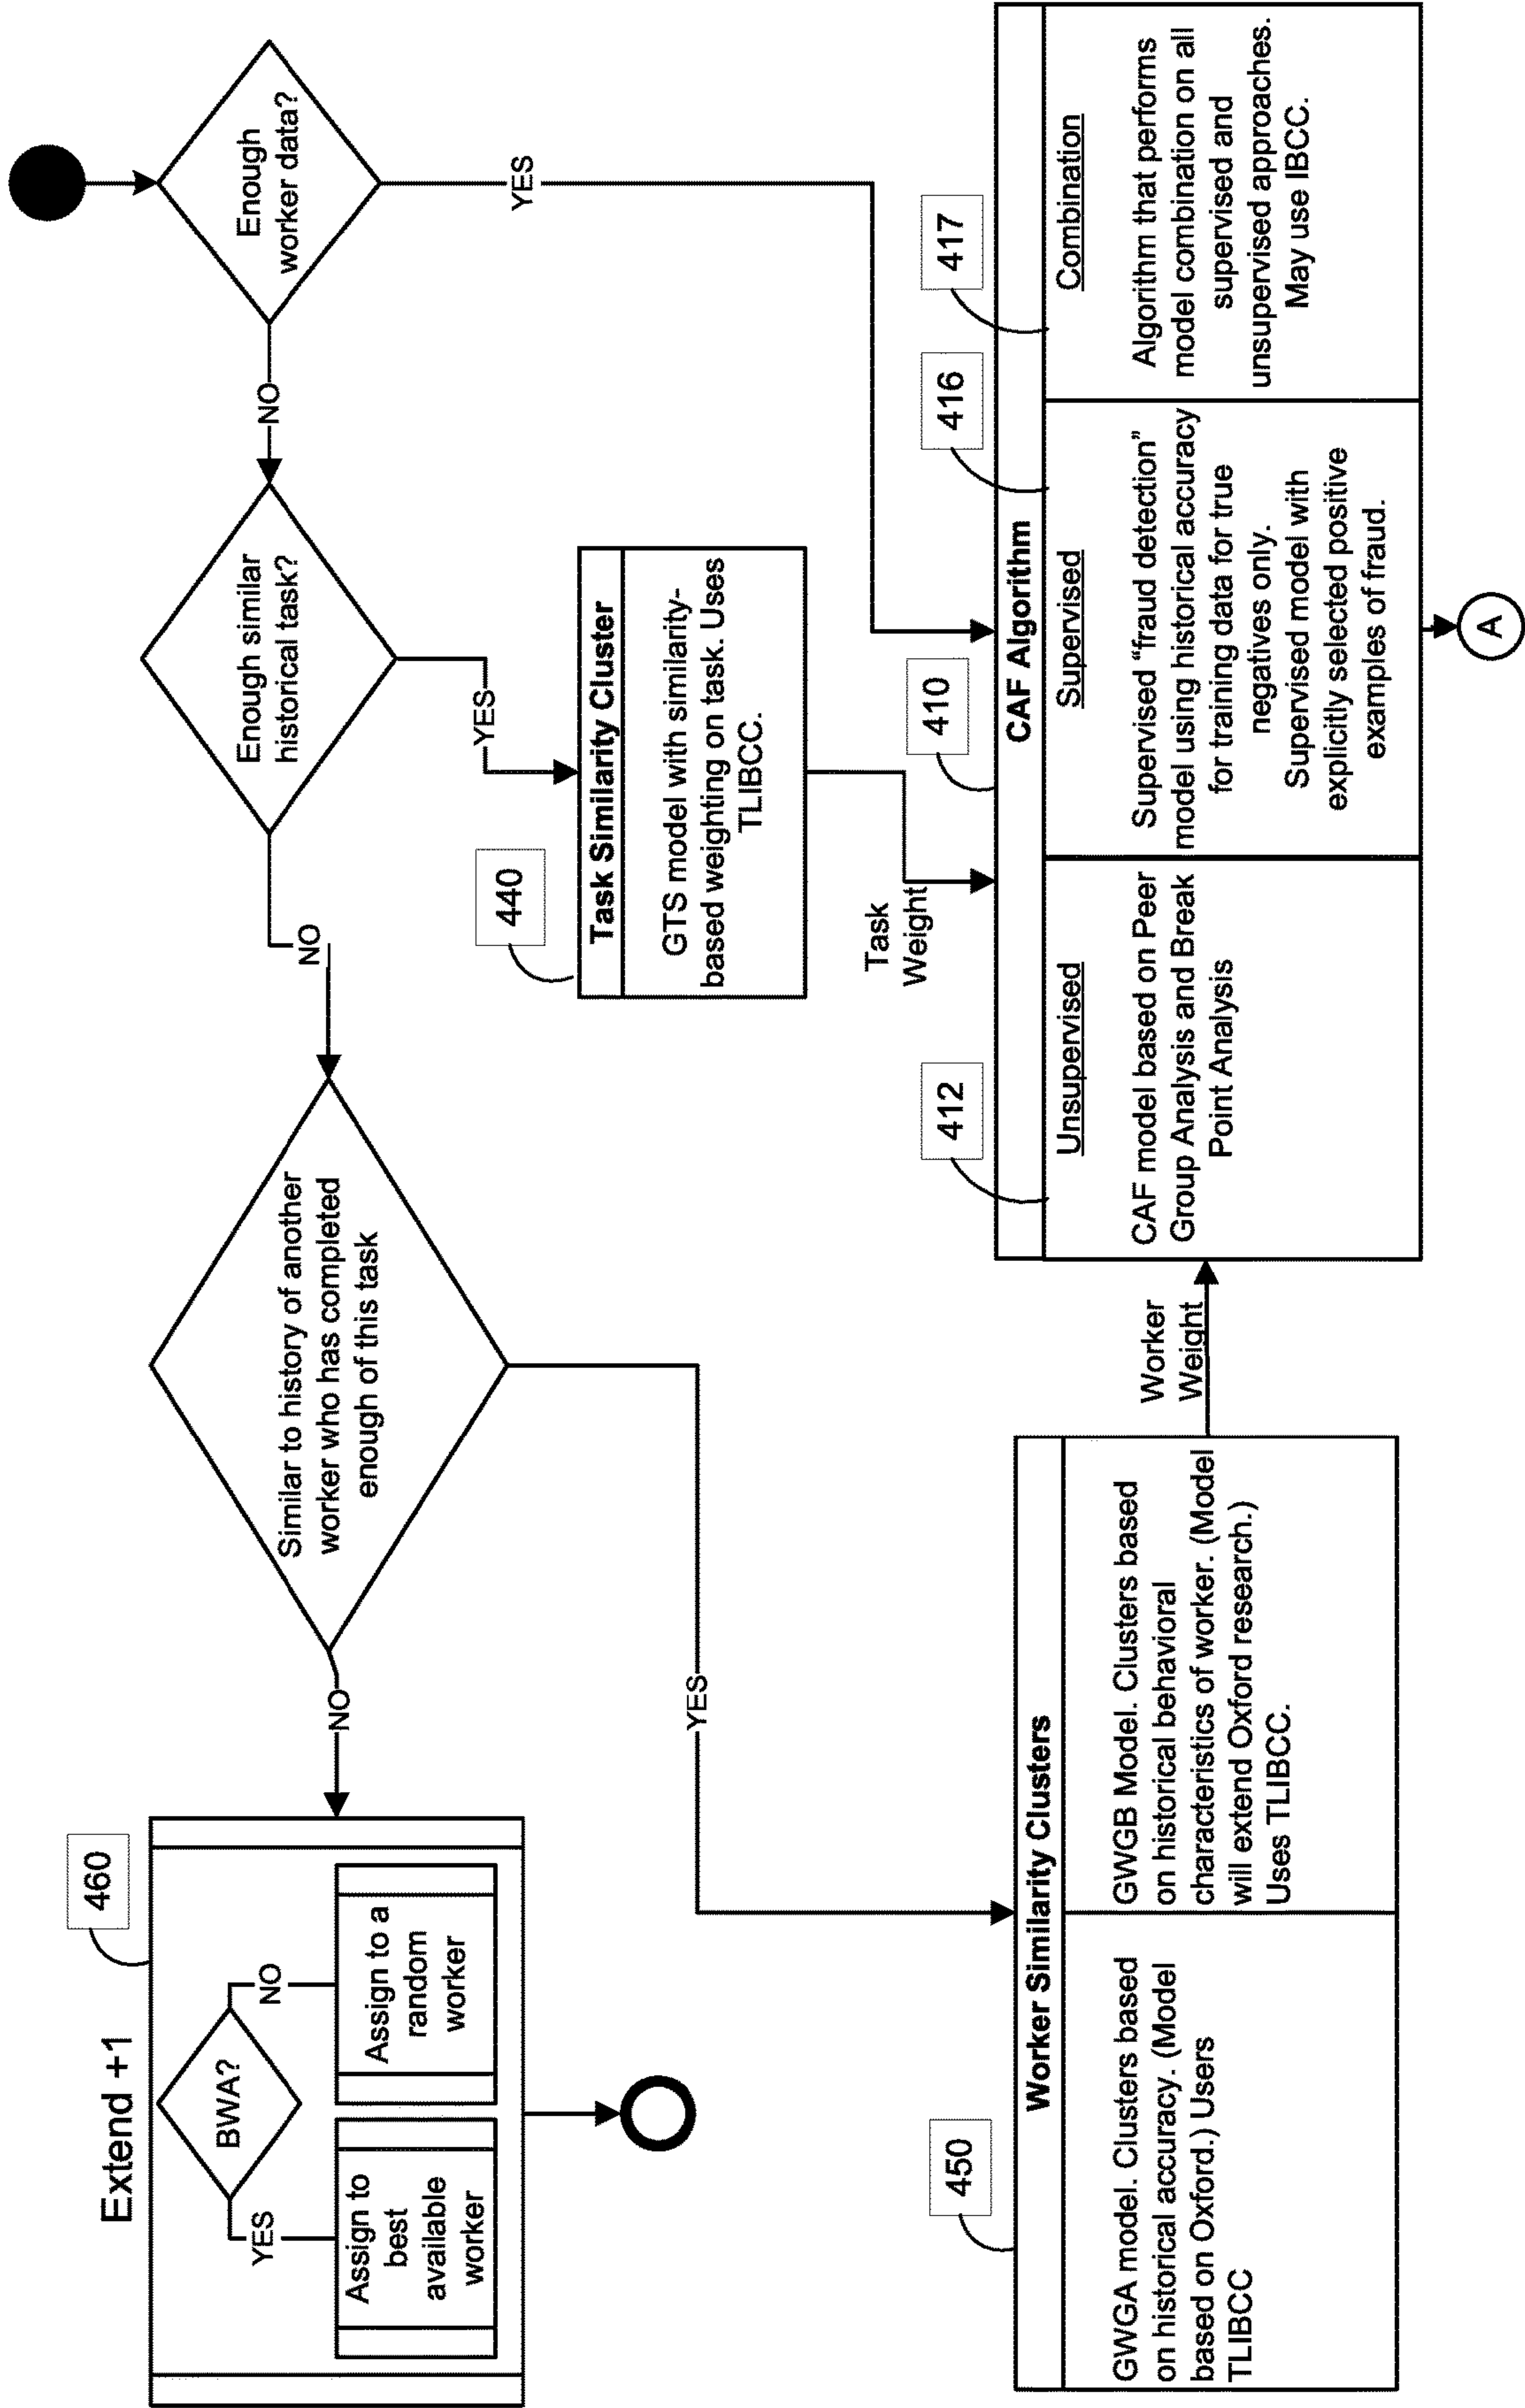 Extend +1
460
BWA?
YES
NO
Assign to
best
available
worker
Assign to a
random
worker
NO
Similar to history of another
worker who has completed
enough of this task
YES
NO
Enough similar
historical task?
YES
NO
Enough
worker data?
YES
440
Task Similarity Cluster
GTS model with similarity-
based weighting on task. Uses
TLIBCC.
Task
Weight
450
Worker Similarity Clusters
GWGA model. Clusters based
on historical accuracy. (Model
based on Oxford.) Users
TLIBCC
GWGB Model. Clusters based
on historical behavioral
characteristics of worker. (Model
will extend Oxford research.)
Uses TLIBCC.
Worker
Weight
412
410
416
417
CAF Algorithm
Unsupervised
CAF model based on Peer
Group Analysis and Break
Point Analysis
Supervised
Supervised “fraud detection”
model using historical accuracy
for training data for true
negatives only.
Supervised model with
explicitly selected positive
examples of fraud.
Combination
Algorithm that performs
model combination on all
supervised and
unsupervised approaches.
May use IBCC.
A